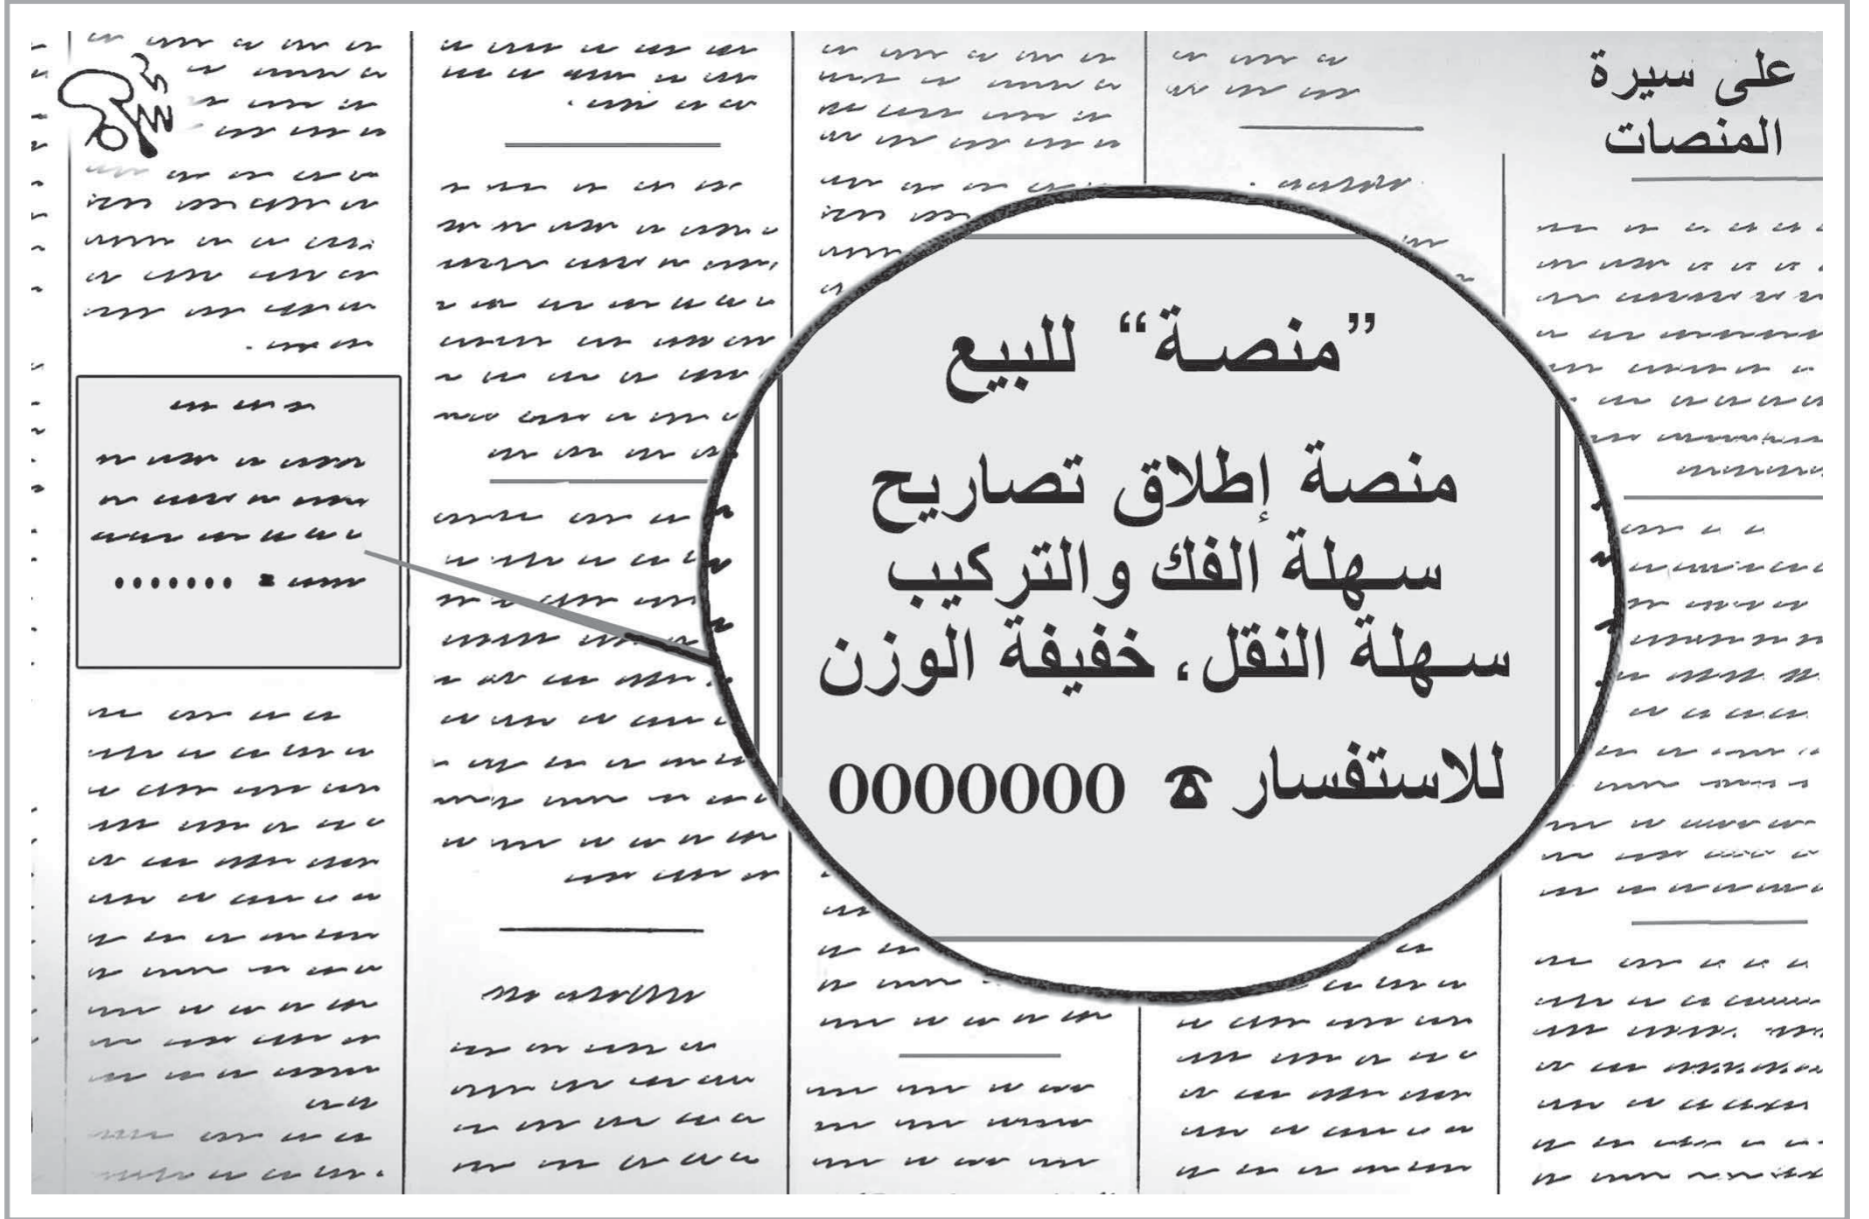 على سيرة
المنصات
”منصة“ للبيع
منصة إطلاق تصاريح
سهلة الفك والتركيب
سهلة النقل، خفيفة الوزن
للاستفسار ☎ 0000000